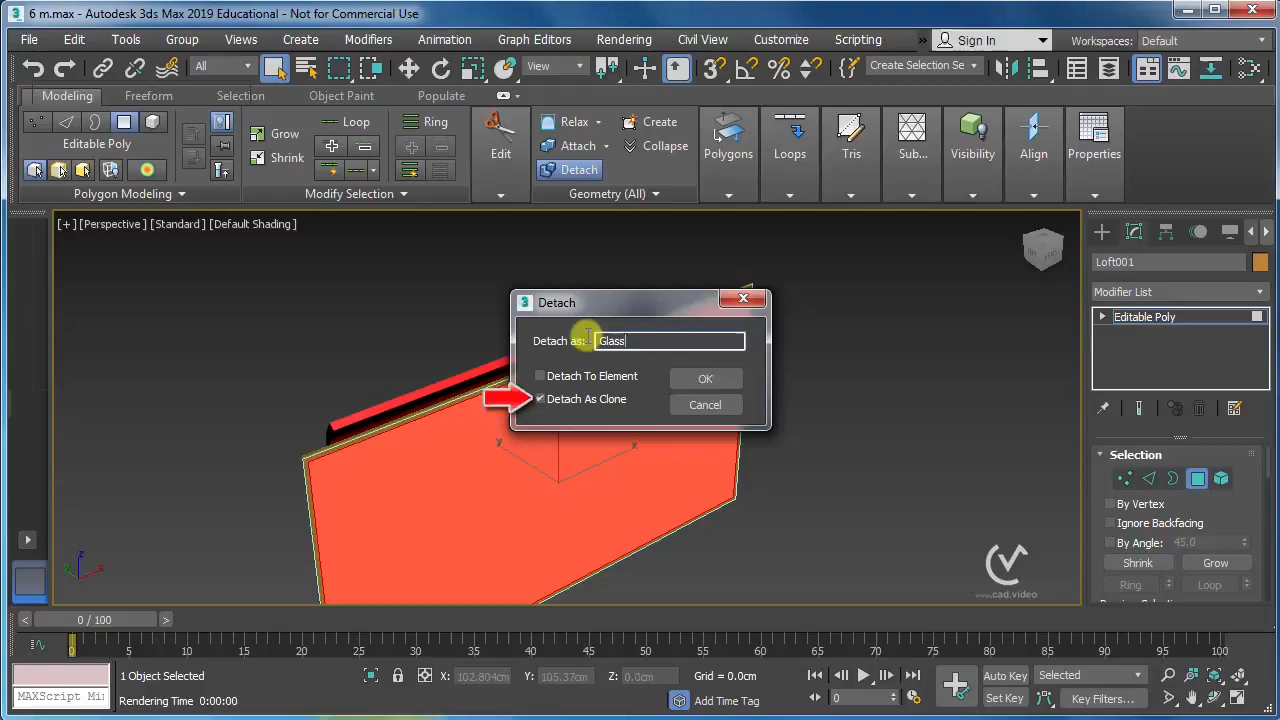 6 m.max - Autodesk 3ds Max 2019 Educational - Not for Commercial Use
File Edit Tools Group Views Create Modifiers Animation Graph Editors Rendering Civil View Customize Scripting » Sign In Workspaces: Default
All View Create Selection Se
Modeling Freeform Selection Object Paint Populate
Editable Poly
Polygon Modeling
Grow
Shrink
Loop Ring
Modify Selection
Edit
Relax Create
Attach Collapse
Detach
Geometry (All)
Polygons Loops Tris Sub... Visibility Align Properties
[+] [Perspective] [Standard] [Default Shading]
Detach
Detach as: Glass
Detach To Element OK
Detach As Clone Cancel
y x
z
y x
www.cad.video
Loft001
Modifier List
Editable Poly
Selection
By Vertex
Ignore Backfacing
By Angle: 45.0
Shrink Grow
Ring Loop
0 / 100
0 5 10 15 20 25 30 35 40 45 50 55 60 65 70 75 80 85 90 95 100
1 Object Selected X: 102.804cm Y: 105.37cm Z: 0.0cm Grid = 0.0cm Auto Key Selected
MAXScript Mi Rendering Time 0:00:00 Add Time Tag 0 Set Key Key Filters...